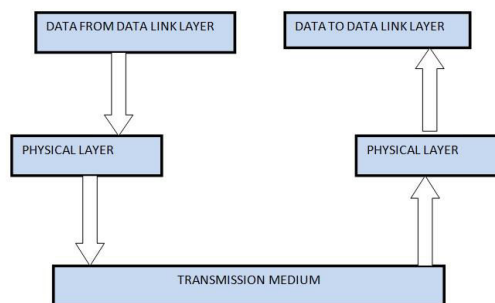 DATA FROM DATA LINK LAYER
DATA TO DATA LINK LAYER
PHYSICAL LAYER
PHYSICAL LAYER
TRANSMISSION MEDIUM